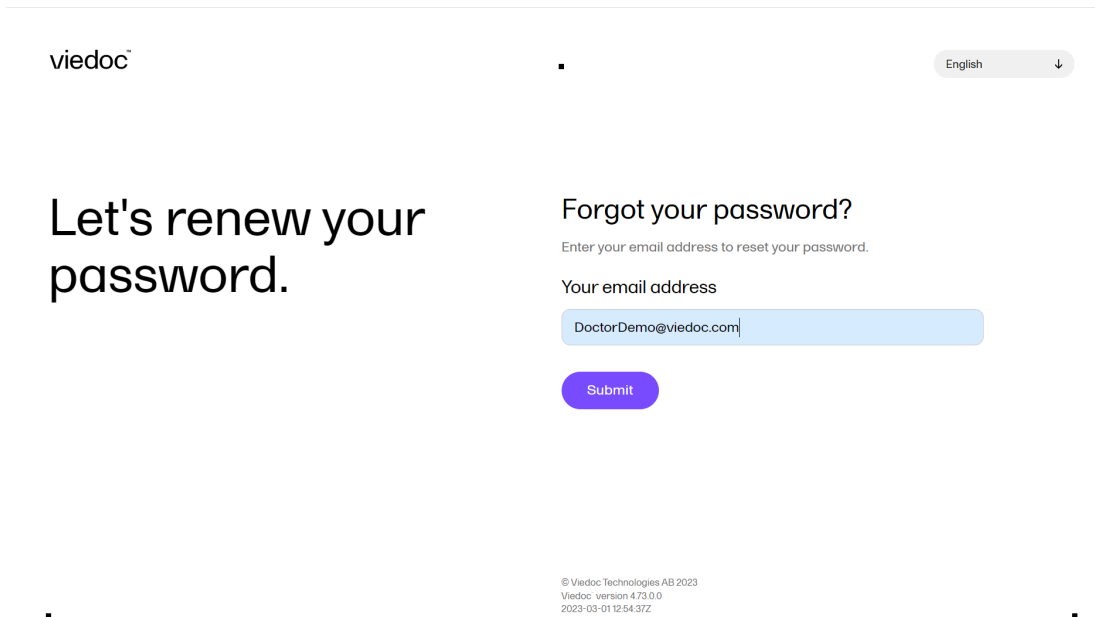 viedoc™
English
Let's renew your
password.
Forgot your password?
Enter your email address to reset your password.
Your email address
DoctorDemo@viedoc.com
Submit
© Viedoc Technologies AB 2023
Viedoc version 4.73.0.0
2023-03-01 12:54:37Z